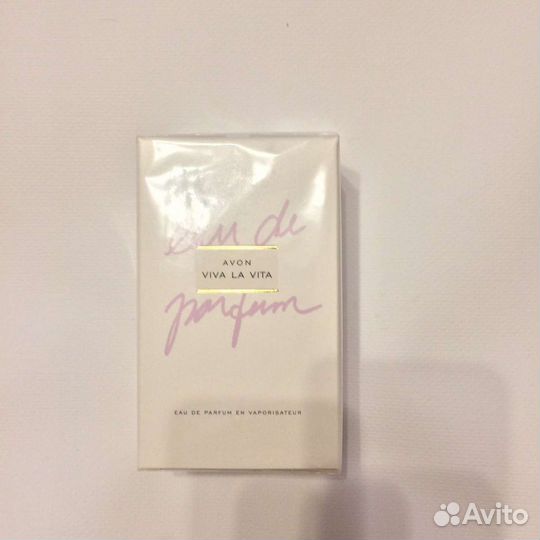 eau de
AVON
VIVA LA VITA
parfum
EAU DE PARFUM EN VAPORISATEUR
Avito